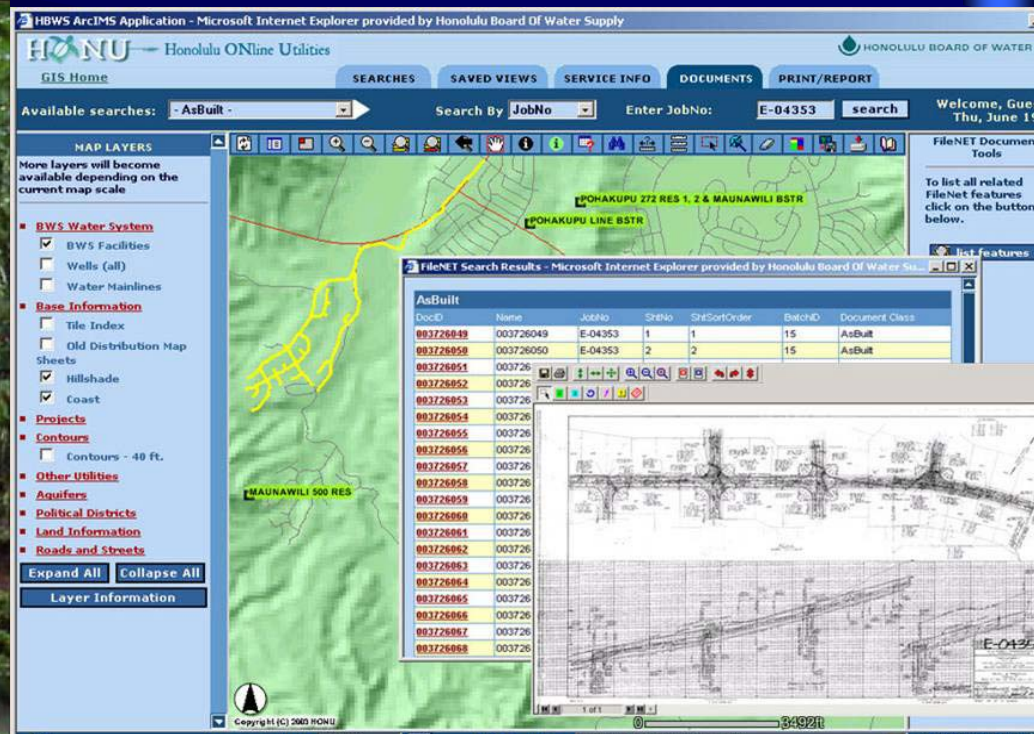 HBWS ArcIMS Application - Microsoft Internet Explorer provided by Honolulu Board Of Water Supply
HONU Honolulu ONline Utilities
HONOLULU BOARD OF WATER
GIS Home
SEARCHES SAVED VIEWS SERVICE INFO DOCUMENTS PRINT/REPORT
Available searches: - AsBuilt - Search By JobNo Enter JobNo: E-04353 search
Welcome, Gue
Thu, June 19
MAP LAYERS
More layers will become
available depending on the
current map scale
BWS Water System
BWS Facilities
Wells (all)
Water Mainlines
Base Information
Tile Index
Old Distribution Map
Sheets
Hillshade
Coast
Projects
Contours
Contours - 40 ft.
Other Utilities
Aquifers
Political Districts
Land Information
Roads and Streets
Expand All Collapse All
Layer Information
POHAKUPU 272 RES 1, 2 & MAUNAWILI BSTR
POHAKUPU LINE BSTR
MAUNAWILI 500 RES
Copyright (C) 2003 HONU
0 3492ft
FileNET Documen
Tools
To list all related
FileNet features
click on the button
below.
list features
FileNET Search Results - Microsoft Internet Explorer provided by Honolulu Board Of Water Su...
AsBuilt
DocID Name JobNo ShtNo ShtSortOrder BatchID Document Class
003726049 003726049 E-04353 1 1 15 AsBuilt
003726050 003726050 E-04353 2 2 15 AsBuilt
003726051 003726
003726052 003726
003726053 003726
003726054 003726
003726055 003726
003726056 003726
003726057 003726
003726058 003726
003726059 003726
003726060 003726
003726061 003726
003726062 003726
003726063 003726
003726064 003726
003726065 003726
003726066 003726
003726067 003726
003726068 003726
1 of 1